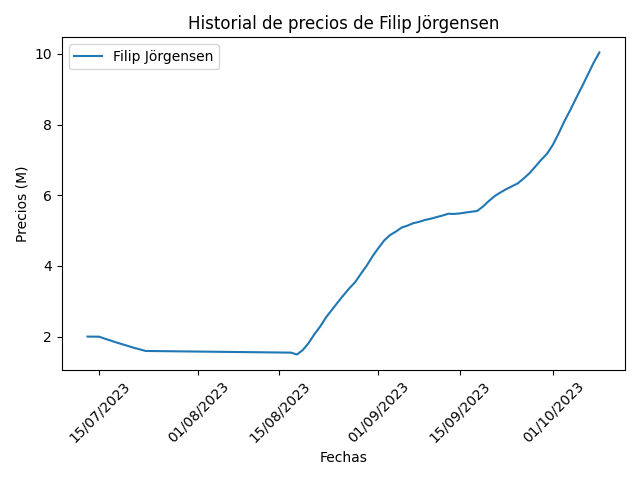 Historial de precios de Filip Jörgensen
Filip Jörgensen
Precios (M)
10
8
6
4
2
15/07/2023
01/08/2023
15/08/2023
01/09/2023
15/09/2023
01/10/2023
Fechas